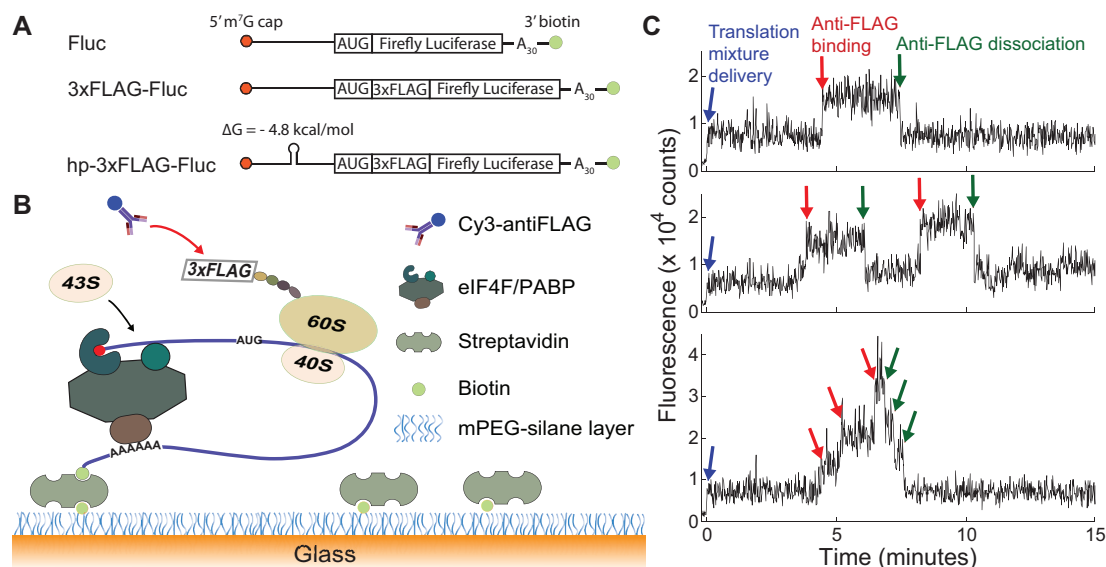 A
5′ m⁷G cap
3′ biotin
Fluc
AUG Firefly Luciferase A₃₀
3xFLAG-Fluc
AUG 3xFLAG Firefly Luciferase A₃₀
ΔG = - 4.8 kcal/mol
hp-3xFLAG-Fluc
AUG 3xFLAG Firefly Luciferase A₃₀
B
Cy3-antiFLAG
3xFLAG
43S
eIF4F/PABP
60S
AUG
40S
Streptavidin
Biotin
AAAAAA
mPEG-silane layer
Glass
C
Translation
mixture
delivery
Anti-FLAG
binding
Anti-FLAG dissociation
2
1
0
2
1
0
4
3
2
1
0
Fluorescence (x 10⁴ counts)
0 5 10 15
Time (minutes)